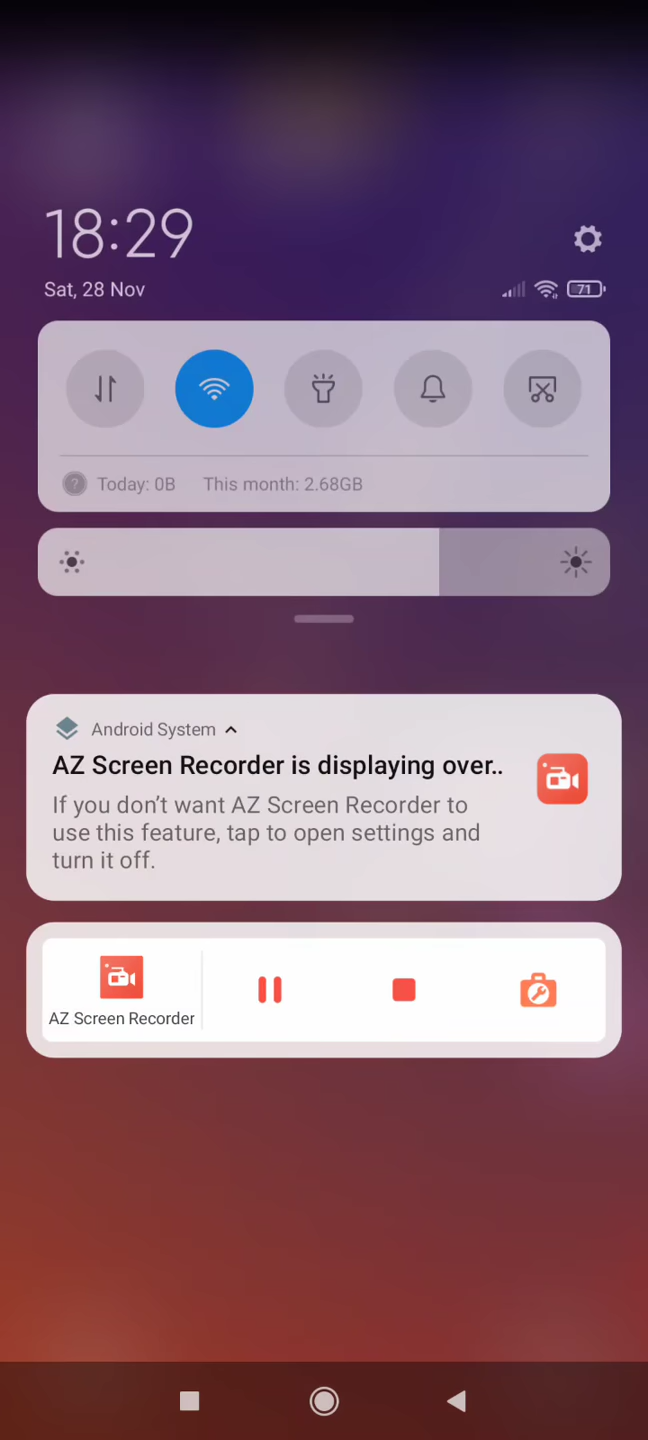 18:29
Sat, 28 Nov
71
Today: 0B This month: 2.68GB
Android System
AZ Screen Recorder is displaying over..
If you don’t want AZ Screen Recorder to
use this feature, tap to open settings and
turn it off.
AZ Screen Recorder